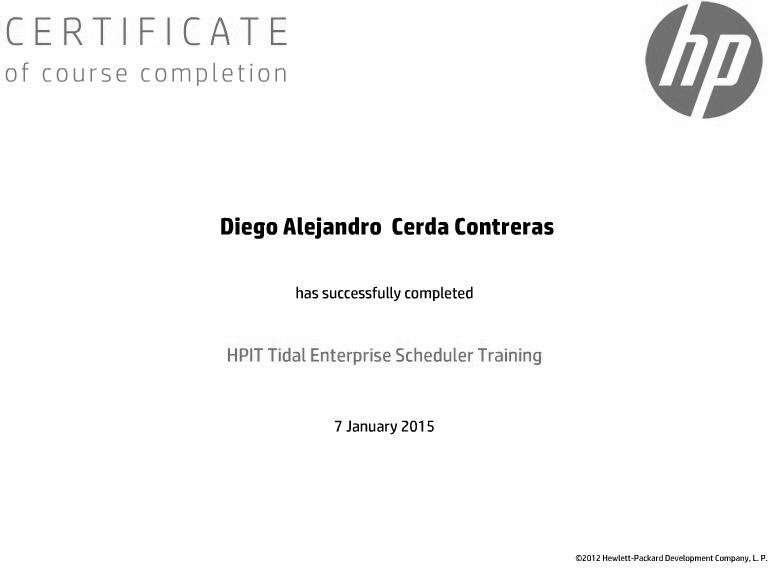 CERTIFICATE
of course completion
hp
Diego Alejandro  Cerda Contreras
has successfully completed
HPIT Tidal Enterprise Scheduler Training
7 January 2015
©2012 Hewlett-Packard Development Company, L. P.